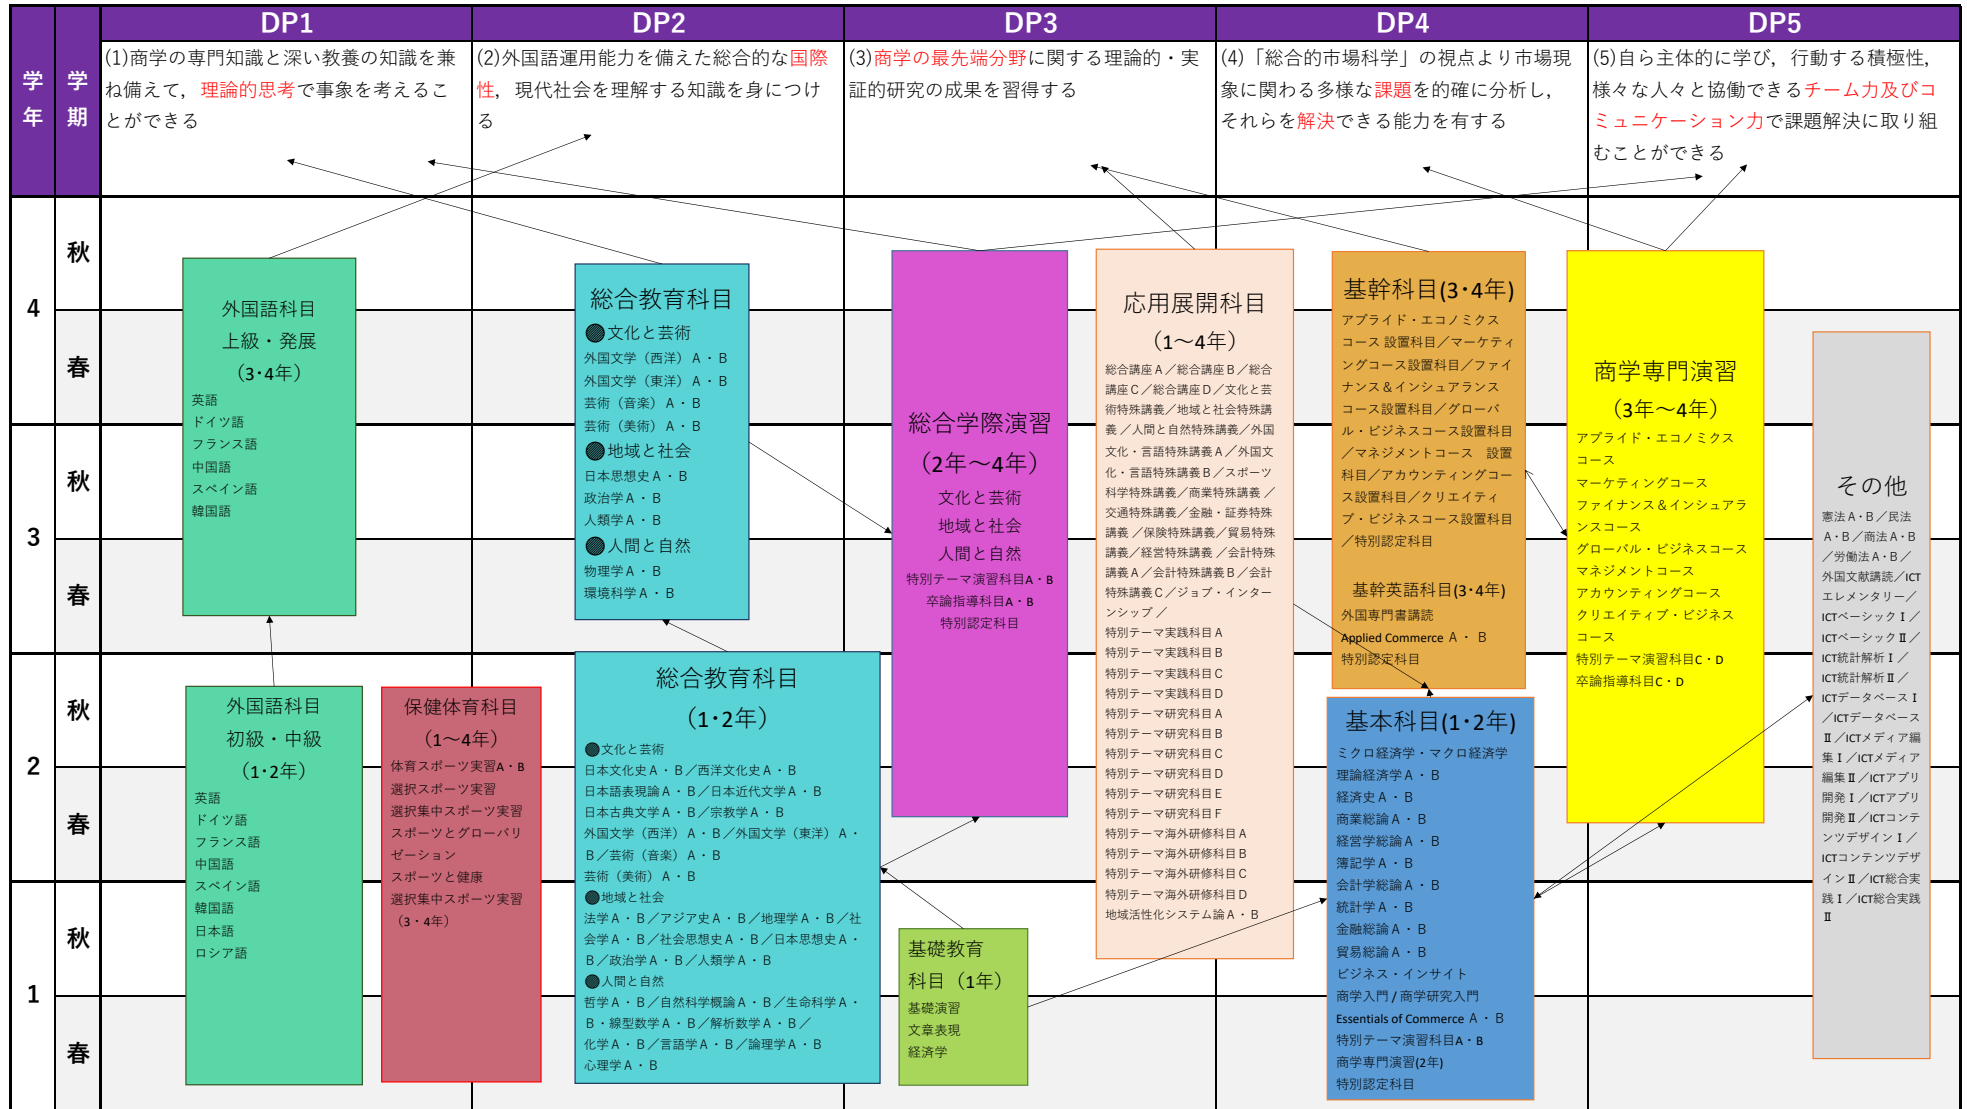 学年
学期
DP1
DP2
DP3
DP4
DP5
(1)商学の専門知識と深い教養の知識を兼
ね備えて，理論的思考で事象を考えるこ
とができる
(2)外国語運用能力を備えた総合的な国際
性，現代社会を理解する知識を身につけ
る
(3)商学の最先端分野に関する理論的・実
証的研究の成果を習得する
(4)「総合的市場科学」の視点より市場現
象に関わる多様な課題を的確に分析し，
それらを解決できる能力を有する
(5)自ら主体的に学び，行動する積極性，
様々な人々と協働できるチーム力及びコ
ミュニケーション力で課題解決に取り組
むことができる
4
秋
春
3
秋
春
2
秋
春
1
秋
春
外国語科目
上級・発展
（3・4年）
英語
ドイツ語
フランス語
中国語
スペイン語
韓国語
外国語科目
初級・中級
（1・2年）
英語
ドイツ語
フランス語
中国語
スペイン語
韓国語
日本語
ロシア語
保健体育科目
（1～4年）
体育スポーツ実習A・B
選択スポーツ実習
選択集中スポーツ実習
スポーツとグローバリ
ゼーション
スポーツと健康
選択集中スポーツ実習
（3・4年）
総合教育科目
●文化と芸術
外国文学（西洋）Ａ・Ｂ
外国文学（東洋）Ａ・Ｂ
芸術（音楽）Ａ・Ｂ
芸術（美術）Ａ・Ｂ
●地域と社会
日本思想史Ａ・Ｂ
政治学Ａ・Ｂ
人類学Ａ・Ｂ
●人間と自然
物理学Ａ・Ｂ
環境科学Ａ・Ｂ
総合教育科目
（1・2年）
●文化と芸術
日本文化史Ａ・Ｂ／西洋文化史Ａ・Ｂ
日本語表現論Ａ・Ｂ／日本近代文学Ａ・Ｂ
日本古典文学Ａ・Ｂ／宗教学Ａ・Ｂ
外国文学（西洋）Ａ・Ｂ／外国文学（東洋）Ａ・
Ｂ／芸術（音楽）Ａ・Ｂ
芸術（美術）Ａ・Ｂ
●地域と社会
法学Ａ・Ｂ／アジア史Ａ・Ｂ／地理学Ａ・Ｂ／社
会学Ａ・Ｂ／社会思想史Ａ・Ｂ／日本思想史Ａ・
Ｂ／政治学Ａ・Ｂ／人類学Ａ・Ｂ
●人間と自然
哲学Ａ・Ｂ／自然科学概論Ａ・Ｂ／生命科学Ａ・
Ｂ・線型数学Ａ・Ｂ／解析数学Ａ・Ｂ／
化学Ａ・Ｂ／言語学Ａ・Ｂ／論理学Ａ・Ｂ
心理学Ａ・Ｂ
総合学際演習
（2年～4年）
文化と芸術
地域と社会
人間と自然
特別テーマ演習科目A・B
卒論指導科目A・B
特別認定科目
基礎教育
科目（1年）
基礎演習
文章表現
経済学
応用展開科目
（1～4年）
総合講座Ａ／総合講座Ｂ／総合
講座Ｃ／総合講座Ｄ／文化と芸
術特殊講義／地域と社会特殊講
義／人間と自然特殊講義／外国
文化・言語特殊講義Ａ／外国文
化・言語特殊講義Ｂ／スポーツ
科学特殊講義／商業特殊講義／
交通特殊講義／金融・証券特殊
講義／保険特殊講義／貿易特殊
講義／経営特殊講義／会計特殊
講義Ａ／会計特殊講義Ｂ／会計
特殊講義Ｃ／ジョブ・インター
ンシップ／
特別テーマ実践科目Ａ
特別テーマ実践科目Ｂ
特別テーマ実践科目Ｃ
特別テーマ実践科目Ｄ
特別テーマ研究科目Ａ
特別テーマ研究科目Ｂ
特別テーマ研究科目Ｃ
特別テーマ研究科目Ｄ
特別テーマ研究科目Ｅ
特別テーマ研究科目Ｆ
特別テーマ海外研修科目Ａ
特別テーマ海外研修科目Ｂ
特別テーマ海外研修科目Ｃ
特別テーマ海外研修科目Ｄ
地域活性化システム論Ａ・Ｂ
基幹科目(3・4年)
アプライド・エコノミクス
コース 設置科目／マーケティ
ングコース設置科目／ファイ
ナンス＆インシュアランス
コース設置科目／グローバ
ル・ビジネスコース設置科目
／マネジメントコース　設置
科目／アカウンティングコー
ス設置科目／クリエイティ
ブ・ビジネスコース設置科目
／特別認定科目
基幹英語科目(3・4年)
外国専門書講読
Applied Commerce Ａ・Ｂ
特別認定科目
基本科目(1・2年)
ミクロ経済学・マクロ経済学
理論経済学Ａ・Ｂ
経済史Ａ・Ｂ
商業総論Ａ・Ｂ
経営学総論Ａ・Ｂ
簿記学Ａ・Ｂ
会計学総論Ａ・Ｂ
統計学Ａ・Ｂ
金融総論Ａ・Ｂ
貿易総論Ａ・Ｂ
ビジネス・インサイト
商学入門 / 商学研究入門
Essentials of Commerce Ａ・Ｂ
特別テーマ演習科目A・B
商学専門演習(2年)
特別認定科目
商学専門演習
（3年～4年）
アプライド・エコノミクス
コース
マーケティングコース
ファイナンス＆インシュアラ
ンスコース
グローバル・ビジネスコース
マネジメントコース
アカウンティングコース
クリエイティブ・ビジネス
コース
特別テーマ演習科目C・D
卒論指導科目C・D
その他
憲法Ａ・Ｂ／民法
Ａ・Ｂ／商法Ａ・Ｂ
／労働法Ａ・Ｂ／
外国文献講読／ICT
エレメンタリー／
ICTベーシックⅠ／
ICTベーシックⅡ／
ICT統計解析Ⅰ／
ICT統計解析Ⅱ／
ICTデータベースⅠ
／ICTデータベース
Ⅱ／ICTメディア編
集Ⅰ／ICTメディア
編集Ⅱ／ICTアプリ
開発Ⅰ／ICTアプリ
開発Ⅱ／ICTコンテ
ンツデザインⅠ／
ICTコンテンツデザ
インⅡ／ICT総合実
践Ⅰ／ICT総合実践
Ⅱ